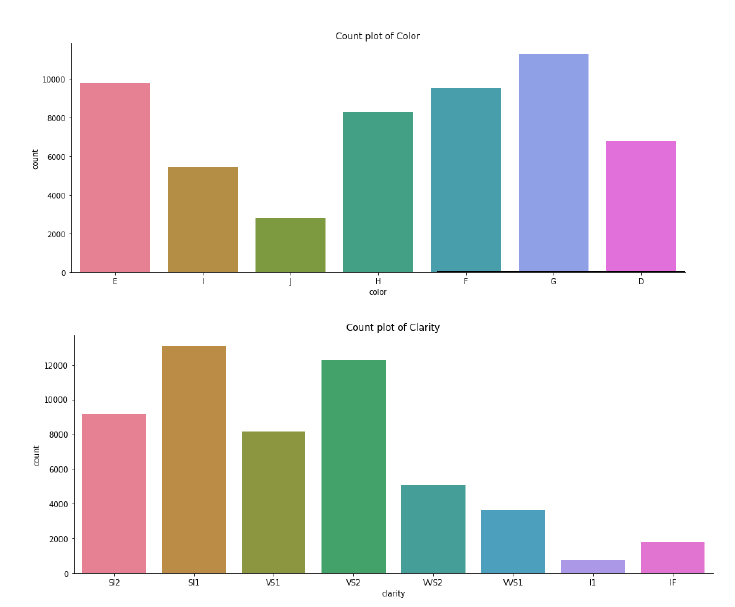 Count plot of Color
10000
8000
6000
4000
2000
0
count
E I J H F G D
color
Count plot of Clarity
12000
10000
8000
6000
4000
2000
0
count
SI2 SI1 VS1 VS2 VVS2 VVS1 I1 IF
clarity